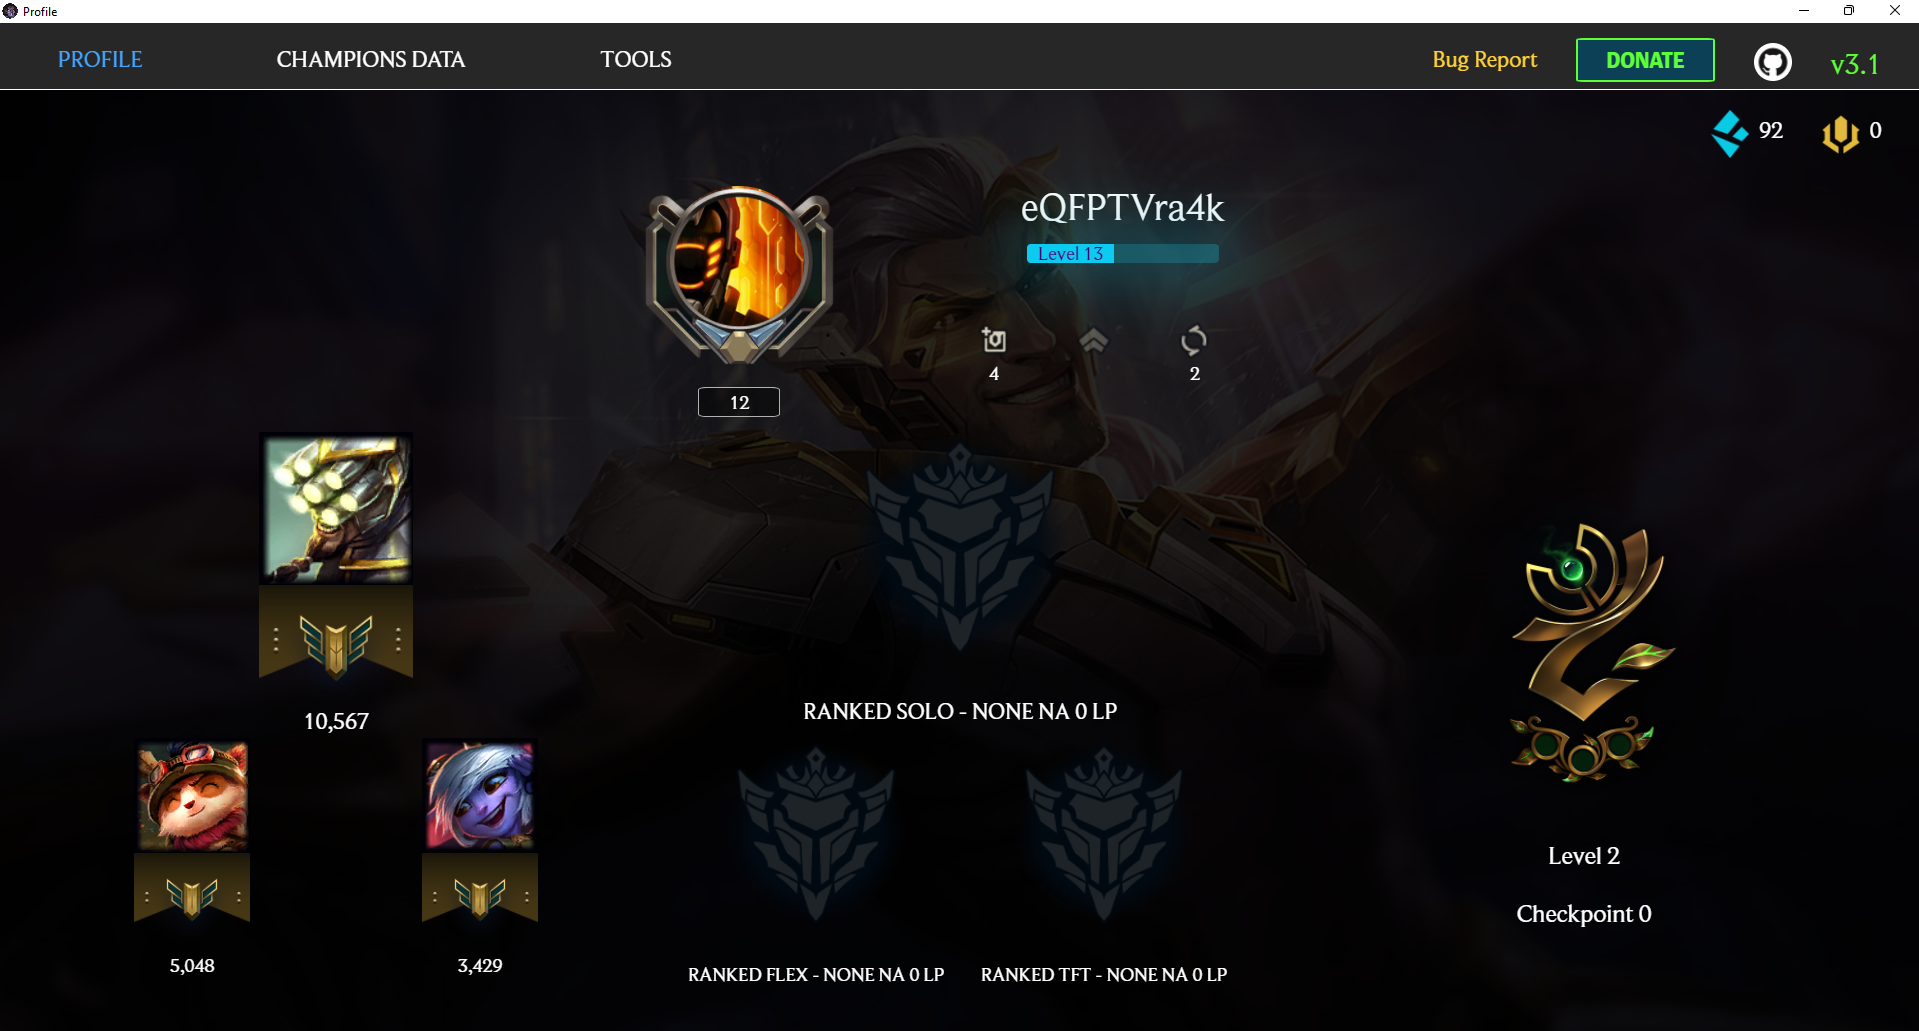 Profile
PROFILE CHAMPIONS DATA TOOLS Bug Report DONATE v3.1
92 0
eQFPTVra4k
Level 13
4 2
12
10,567
RANKED SOLO - NONE NA 0 LP
Level 2
Checkpoint 0
5,048 3,429
RANKED FLEX - NONE NA 0 LP RANKED TFT - NONE NA 0 LP